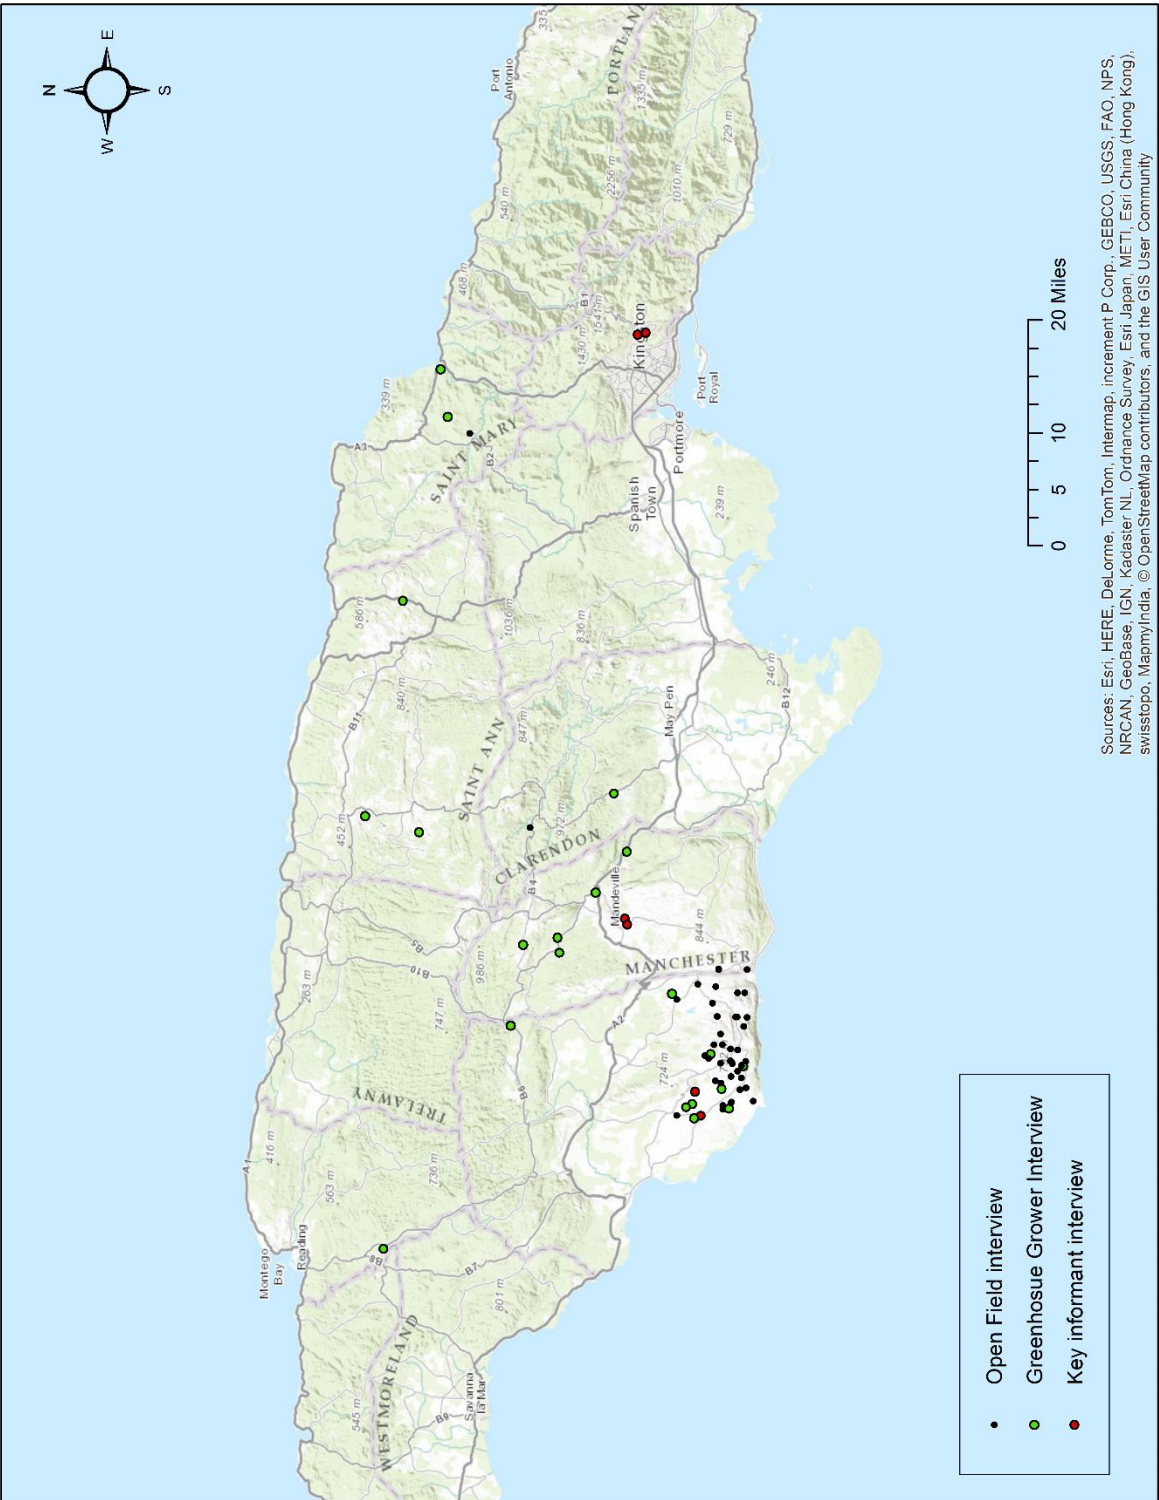 N
W
E
S
Port
Antonio
335
PORTLAND
1335 m
729 m
2256 m
1010 m
540 m
468 m
B1
1541 m
1430 m
Kingston
Port
Royal
Portmore
339 m
A3
SAINT MARY
B2
Spanish
Town
239 m
586 m
1036 m
836 m
840 m
B11
847 m
SAINT ANN
May Pen
246 m
B12
452 m
972 m
CLARENDON
B4
Mandeville
844 m
MANCHESTER
B5
B10
986 m
263 m
747 m
A2
724 m
B6
TRELAWNY
416 m
A1
563 m
736 m
Montego
Bay
Reading
B8
B7
801 m
WESTMORELAND
545 m
Savanna
la Mar
B9
0 5 10 20 Miles
Open Field interview
Greenhosue Grower Interview
Key informant interview
Sources: Esri, HERE, DeLorme, TomTom, Intermap, increment P Corp., GEBCO, USGS, FAO, NPS,
NRCAN, GeoBase, IGN, Kadaster NL, Ordnance Survey, Esri Japan, METI, Esri China (Hong Kong),
swisstopo, MapmyIndia, © OpenStreetMap contributors, and the GIS User Community